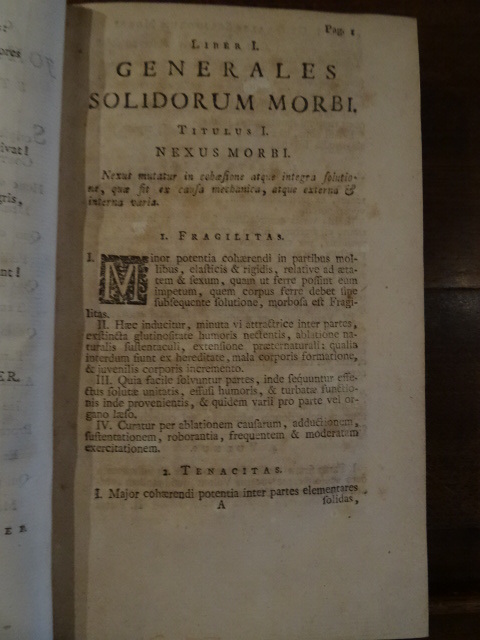 Pag. 1
LIBER I.
GENERALES
SOLIDORUM MORBI.
TITULUS I.
NEXUS MORBI.
Nexus mutatur in cohæsione atque integra solutio-
ne, quæ fit ex causa mechanica, atque externa &
interna varia.
1. FRAGILITAS.
I. Minor potentia cohærendi in partibus mol-
libus, elasticis & rigidis, relative ad æta-
tem & sexum, quam ut ferre possint eum
impetum, quem corpus ferre debet sine
subsequente solutione, morbosa est Fragi-
litas.
II. Hæc inducitur, minuta vi attractrice inter partes,
exstincta glutinositate humoris nectentis, ablatione na-
turalis sustentaculi, extensione præternaturali: qualia
interdum fiunt ex hereditate, mala corporis formatione,
& juvenilis corporis incremento.
III. Quia facile solvuntur partes, inde sequuntur effe-
ctus solutæ unitatis, effusi humoris, & turbatæ functio-
nis inde provenientis, & quidem varii pro parte vel or-
gano læso.
IV. Curatur per ablationem causarum, adductionem,
sustentationem, roborantia, frequentem & moderatam
exercitationem.
2. TENACITAS.
I. Major cohærendi potentia inter partes elementares
A
solidas,
ores
ivat!
gris,
nt!
ER.
ER